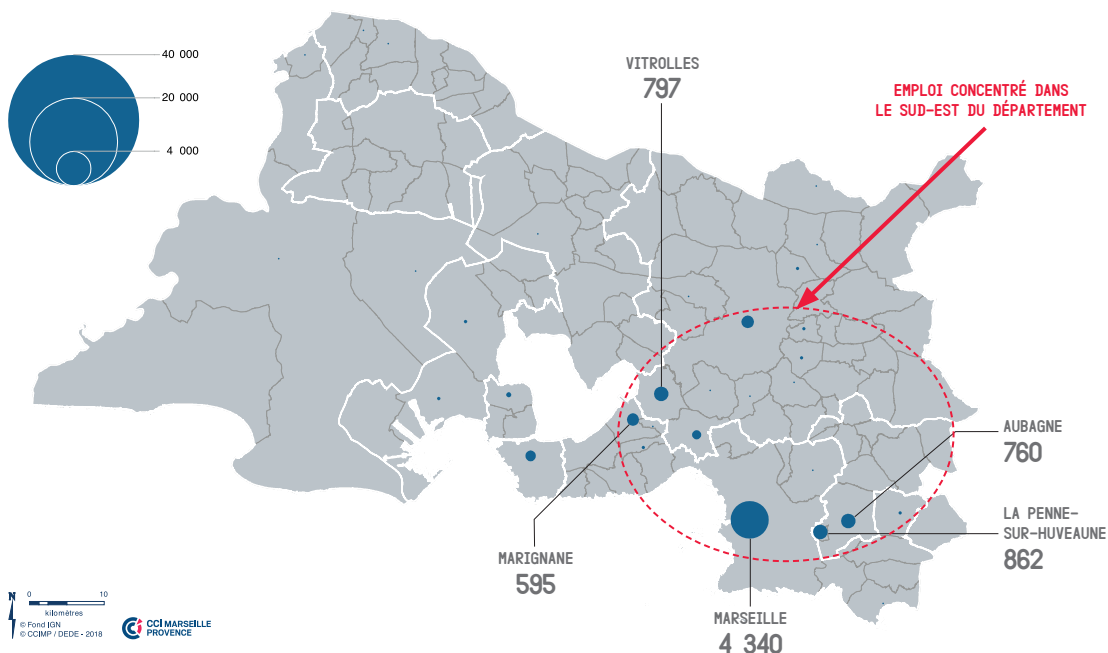 40 000
20 000
4 000
VITROLLES
797
EMPLOI CONCENTRÉ DANS
LE SUD-EST DU DÉPARTEMENT
AUBAGNE
760
LA PENNE-
SUR-HUVEAUNE
862
MARIGNANE
595
MARSEILLE
4 340
N
0 10
kilomètres
© Fond IGN
© CCIMP / DEDE - 2018
CCI MARSEILLE
PROVENCE